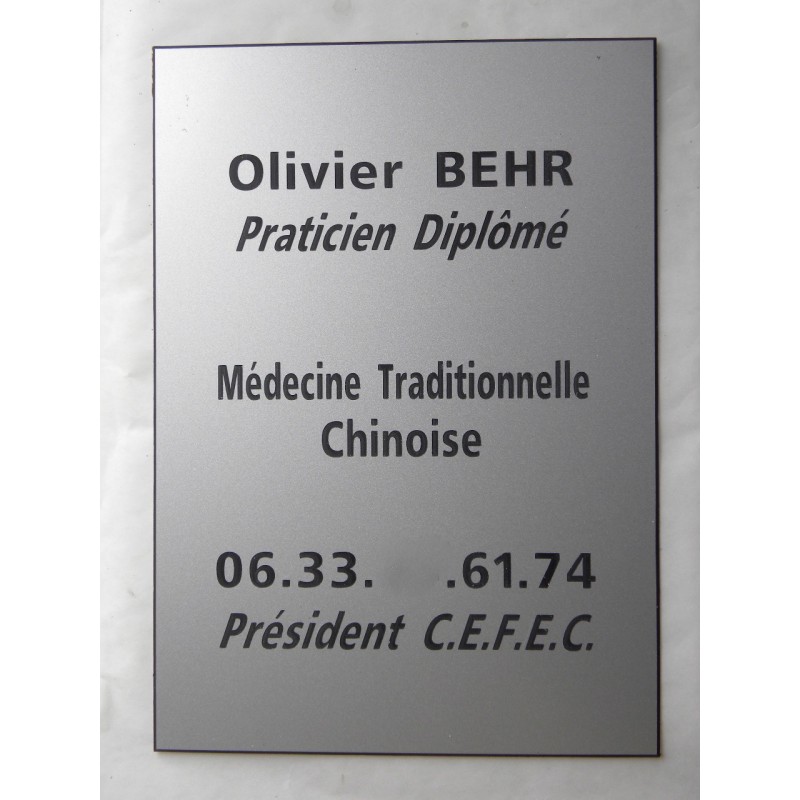 Olivier BEHR
Praticien Diplômé
Médecine Traditionnelle
Chinoise
06.33. .61.74
Président C.E.F.E.C.